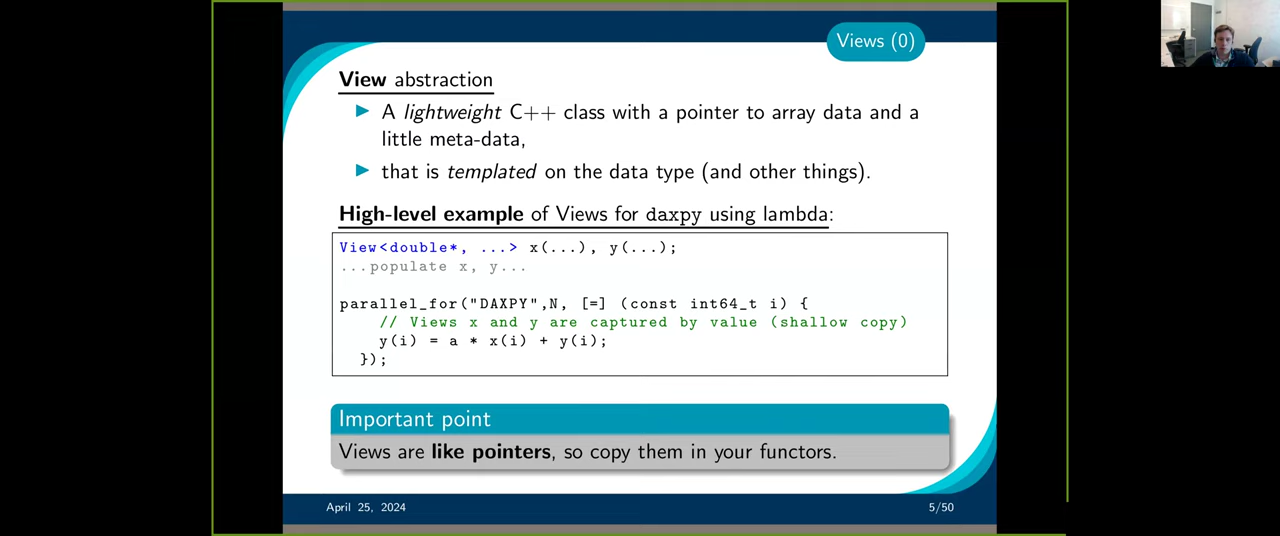 Views (0)
View abstraction
A lightweight C++ class with a pointer to array data and a
little meta-data,
that is templated on the data type (and other things).
High-level example of Views for daxpy using lambda:
View<double*, ...> x(...), y(...);
...populate x, y...
parallel_for("DAXPY",N, [=] (const int64_t i) {
// Views x and y are captured by value (shallow copy)
y(i) = a * x(i) + y(i);
});
Important point
Views are like pointers, so copy them in your functors.
April 25, 2024
5/50